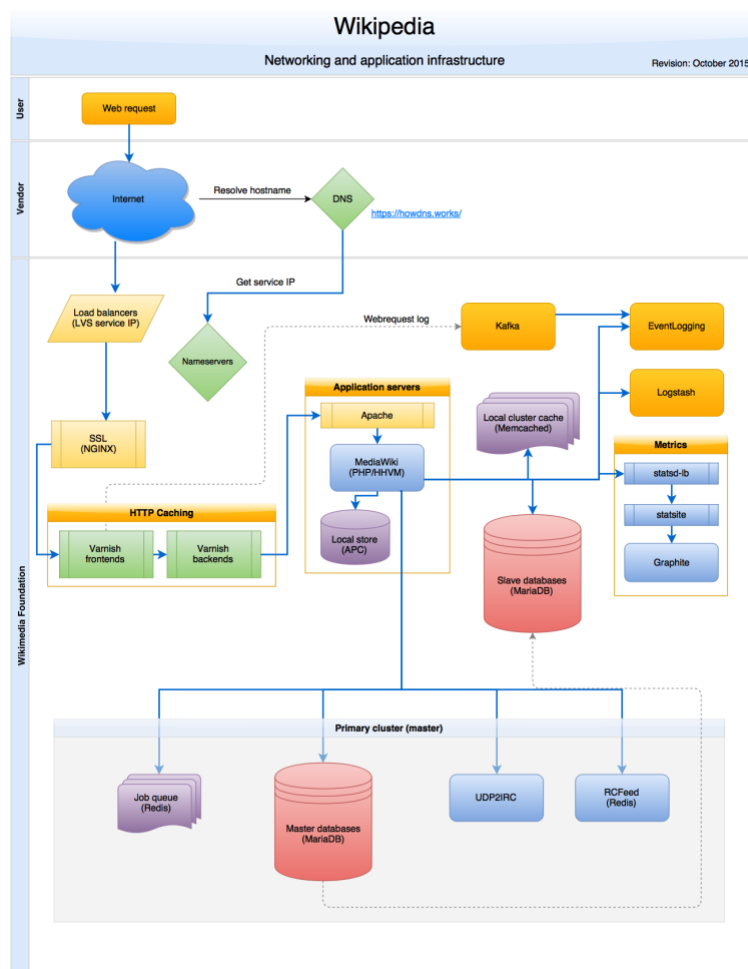 Wikipedia
Networking and application infrastructure
Revision: October 2015
User
Web request
Vendor
Internet
Resolve hostname
DNS
https://howdns.works/
Wikimedia Foundation
Get service IP
Load balancers
(LVS service IP)
Nameservers
Webrequest log
Kafka
EventLogging
Logstash
Application servers
Apache
MediaWiki
(PHP/HHVM)
Local store
(APC)
Local cluster cache
(Memcached)
SSL
(NGINX)
HTTP Caching
Varnish
frontends
Varnish
backends
Metrics
statsd-lb
statsite
Graphite
Slave databases
(MariaDB)
Primary cluster (master)
Job queue
(Redis)
Master databases
(MariaDB)
UDP2IRC
RCFeed
(Redis)